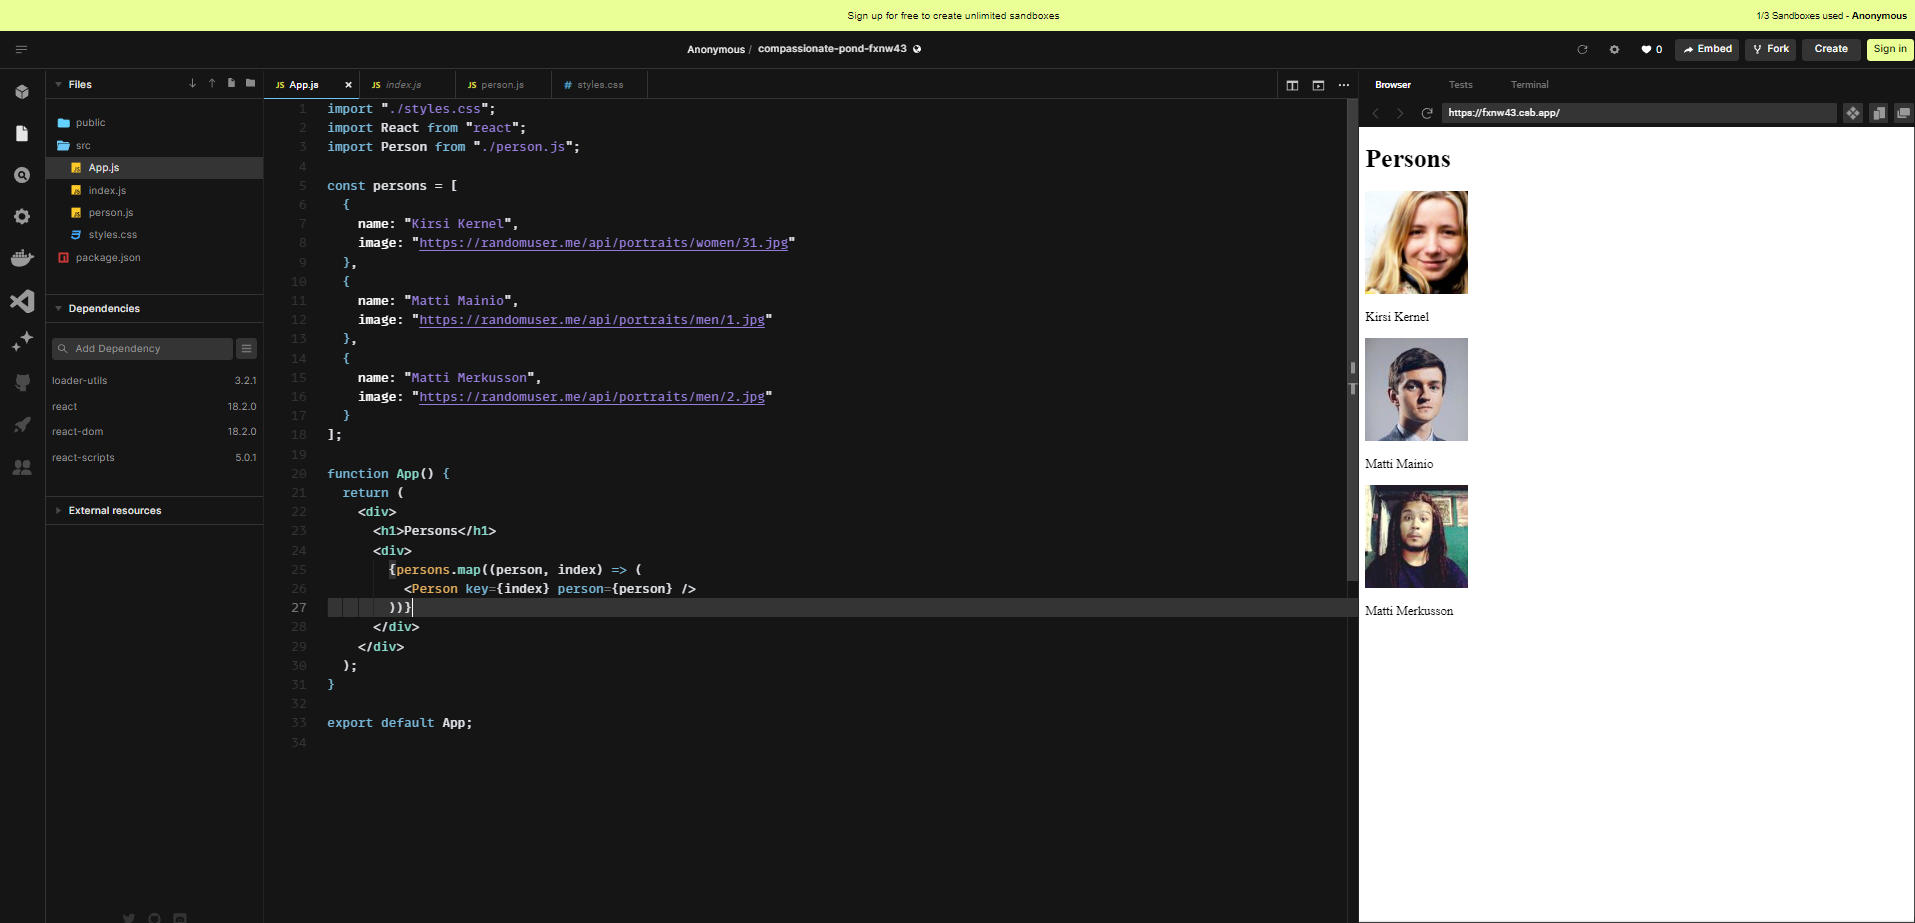 Sign up for free to create unlimited sandboxes
1/3 Sandboxes used - Anonymous
Anonymous / compassionate-pond-fxnw43
0
Embed
Fork
Create
Sign in
Files
public
src
App.js
index.js
person.js
styles.css
package.json
Dependencies
Add Dependency
loader-utils 3.2.1
react 18.2.0
react-dom 18.2.0
react-scripts 5.0.1
External resources
JS App.js
JS index.js
JS person.js
# styles.css
1 import "./styles.css";
2 import React from "react";
3 import Person from "./person.js";
4
5 const persons = [
6 {
7 name: "Kirsi Kernel",
8 image: "https://randomuser.me/api/portraits/women/31.jpg"
9 },
10 {
11 name: "Matti Mainio",
12 image: "https://randomuser.me/api/portraits/men/1.jpg"
13 },
14 {
15 name: "Matti Merkusson",
16 image: "https://randomuser.me/api/portraits/men/2.jpg"
17 }
18 ];
19
20 function App() {
21 return (
22 <div>
23 <h1>Persons</h1>
24 <div>
25 {persons.map((person, index) => (
26 <Person key={index} person={person} />
27 ))}
28 </div>
29 </div>
30 );
31 }
32
33 export default App;
34
Browser
Tests
Terminal
https://fxnw43.csb.app/
Persons
Kirsi Kernel
Matti Mainio
Matti Merkusson